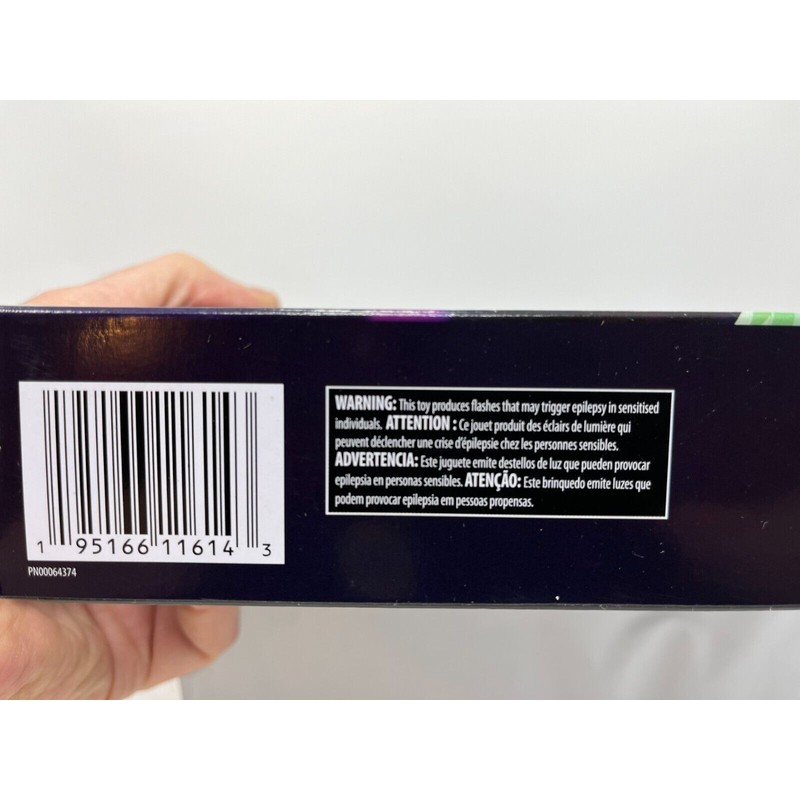 1 95166 11614 3
PN00064374
WARNING: This toy produces flashes that may trigger epilepsy in sensitised
individuals. ATTENTION : Ce jouet produit des éclairs de lumière qui
peuvent déclencher une crise d'épilepsie chez les personnes sensibles.
ADVERTENCIA: Este juguete emite destellos de luz que pueden provocar
epilepsia en personas sensibles. ATENÇÃO: Este brinquedo emite luzes que
podem provocar epilepsia em pessoas propensas.